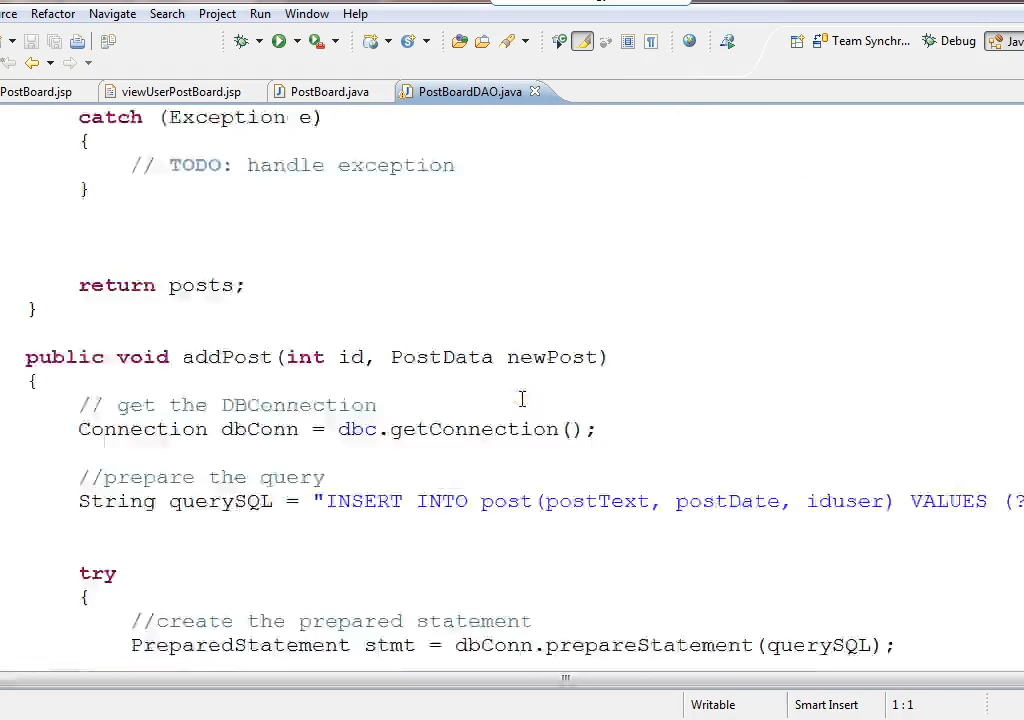 rce Refactor Navigate Search Project Run Window Help
Team Synchr... Debug Jav
PostBoard.jsp viewUserPostBoard.jsp PostBoard.java PostBoardDAO.java
catch (Exception e)
{
// TODO: handle exception
}
return posts;
}
public void addPost(int id, PostData newPost)
{
// get the DBConnection
Connection dbConn = dbc.getConnection();
//prepare the query
String querySQL = "INSERT INTO post(postText, postDate, iduser) VALUES (?
try
{
//create the prepared statement
PreparedStatement stmt = dbConn.prepareStatement(querySQL);
Writable Smart Insert 1 : 1